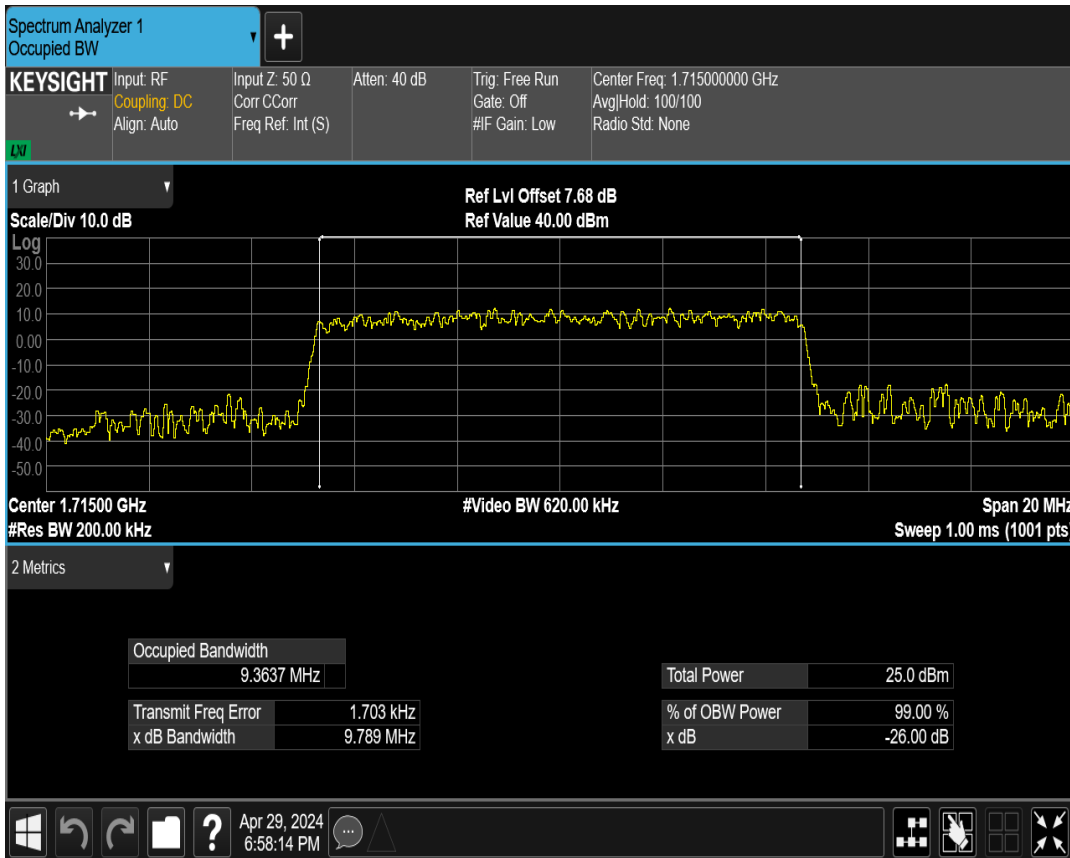 Spectrum Analyzer 1
Occupied BW
KEYSIGHT
Input: RF
Coupling: DC
Align: Auto
Input Z: 50 Ω
Corr CCorr
Freq Ref: Int (S)
Atten: 40 dB
Trig: Free Run
Gate: Off
#IF Gain: Low
Center Freq: 1.715000000 GHz
Avg|Hold: 100/100
Radio Std: None
LXI
1 Graph
Ref Lvl Offset 7.68 dB
Scale/Div 10.0 dB
Ref Value 40.00 dBm
Log
30.0
20.0
10.0
0.00
-10.0
-20.0
-30.0
-40.0
-50.0
Center 1.71500 GHz
#Video BW 620.00 kHz
Span 20 MHz
#Res BW 200.00 kHz
Sweep 1.00 ms (1001 pts)
2 Metrics
Occupied Bandwidth
9.3637 MHz
Total Power 25.0 dBm
Transmit Freq Error 1.703 kHz
% of OBW Power 99.00 %
x dB Bandwidth 9.789 MHz
x dB -26.00 dB
Apr 29, 2024
6:58:14 PM